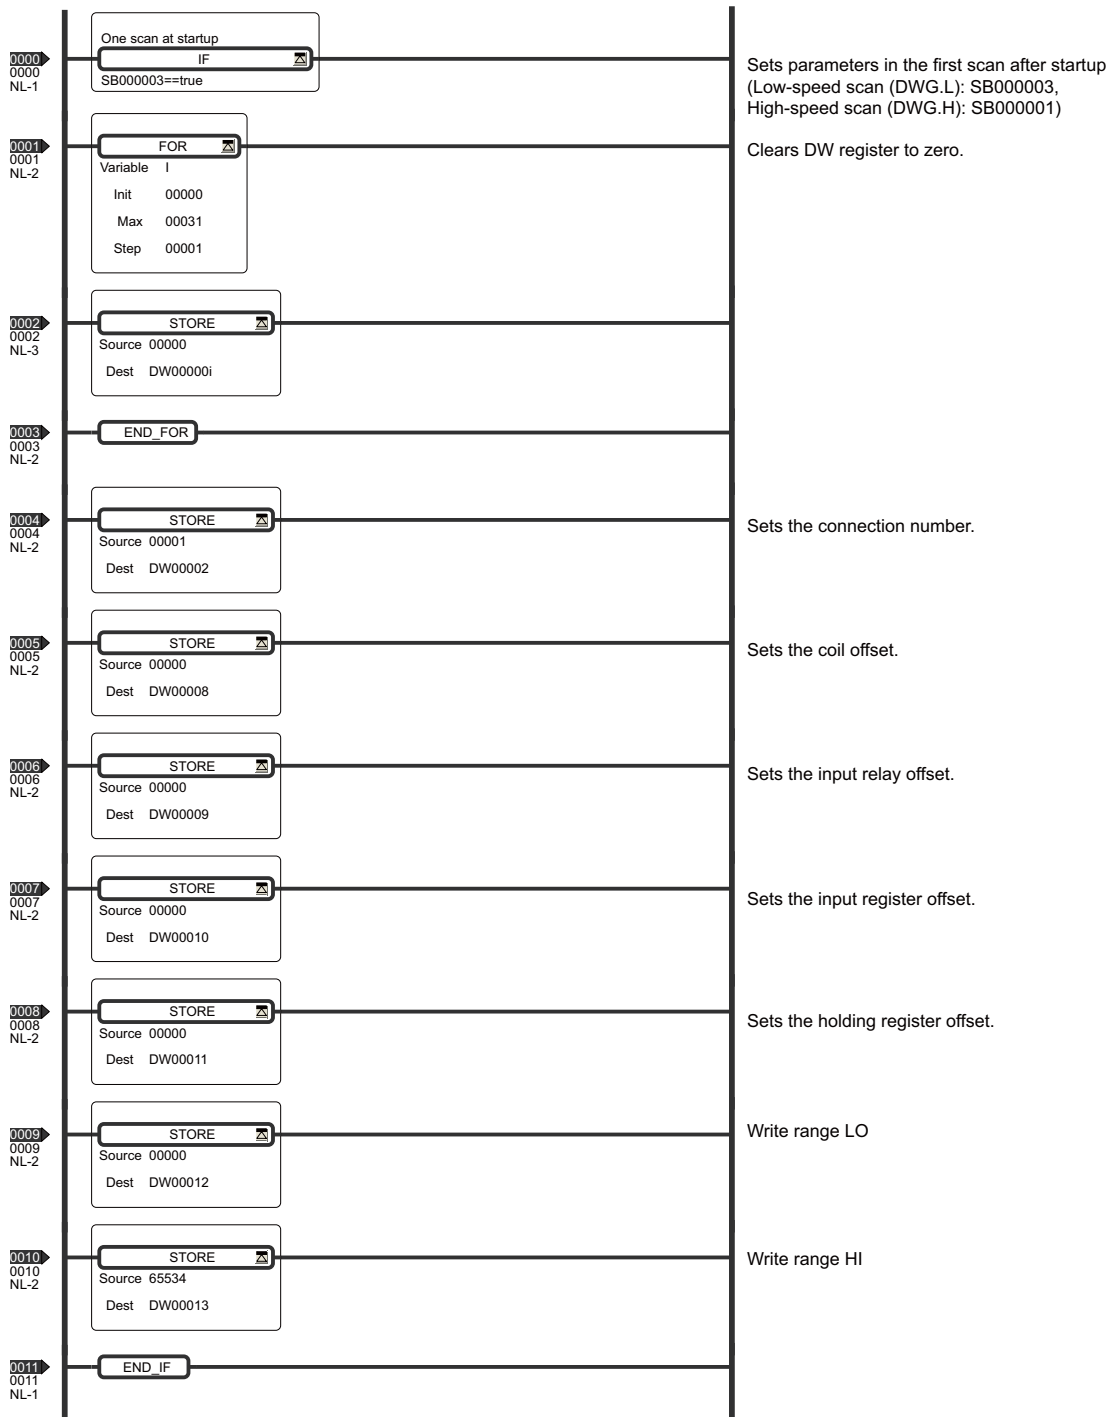 One scan at startup
0000 IF
0000 SB000003==true
NL-1
Sets parameters in the first scan after startup
(Low-speed scan (DWG.L): SB000003,
High-speed scan (DWG.H): SB000001)
0001 FOR
0001 Variable I
NL-2
Init 00000
Max 00031
Step 00001
Clears DW register to zero.
0002 STORE
0002 Source 00000
NL-3
Dest DW00000i
0003 END_FOR
0003
NL-2
0004 STORE
0004 Source 00001
NL-2
Dest DW00002
Sets the connection number.
0005 STORE
0005 Source 00000
NL-2
Dest DW00008
Sets the coil offset.
0006 STORE
0006 Source 00000
NL-2
Dest DW00009
Sets the input relay offset.
0007 STORE
0007 Source 00000
NL-2
Dest DW00010
Sets the input register offset.
0008 STORE
0008 Source 00000
NL-2
Dest DW00011
Sets the holding register offset.
0009 STORE
0009 Source 00000
NL-2
Dest DW00012
Write range LO
0010 STORE
0010 Source 65534
NL-2
Dest DW00013
Write range HI
0011 END_IF
0011
NL-1